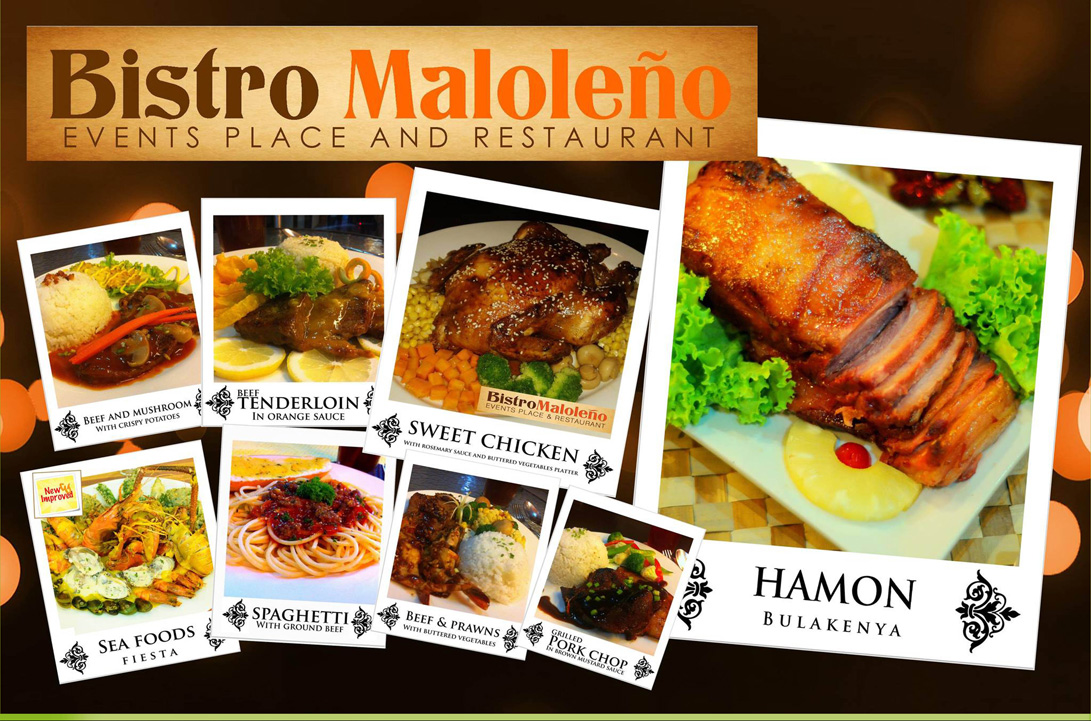 Bistro Maloleño
EVENTS PLACE AND RESTAURANT
BEEF AND MUSHROOM
WITH CRISPY POTATOES
BEEF
TENDERLOIN
IN ORANGE SAUCE
BistroMaloleño
EVENTS PLACE & RESTAURANT
SWEET CHICKEN
WITH ROSEMARY SAUCE AND BUTTERED VEGETABLES PLATTER
HAMON
BULAKENYA
New &
Improved
SEA FOODS
FIESTA
SPAGHETTI
WITH GROUND BEEF
BEEF & PRAWNS
WITH BUTTERED VEGETABLES
GRILLED
PORK CHOP
IN BROWN MUSTARD SAUCE